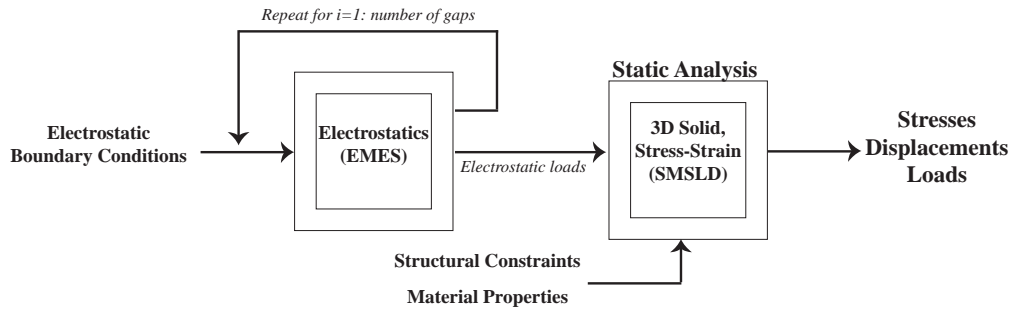 Repeat for i=1: number of gaps
Static Analysis
Electrostatic
Boundary Conditions
Electrostatics
(EMES)
Electrostatic loads
3D Solid,
Stress-Strain
(SMSLD)
Stresses
Displacements
Loads
Structural Constraints
Material Properties